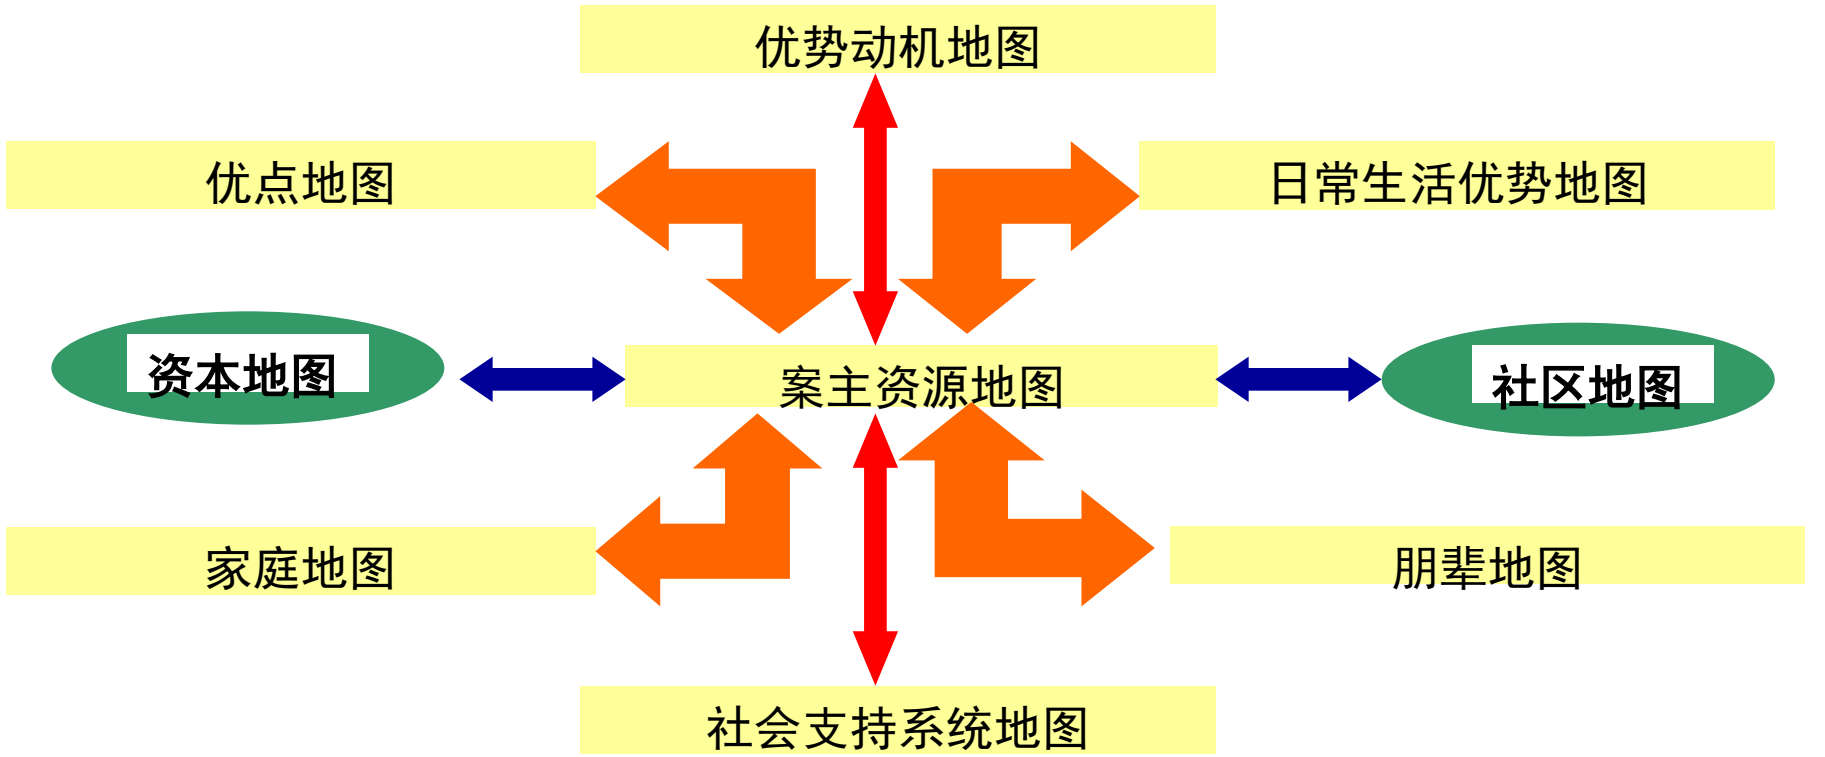 优势动机地图
优点地图
日常生活优势地图
资本地图
案主资源地图
社区地图
家庭地图
朋辈地图
社会支持系统地图